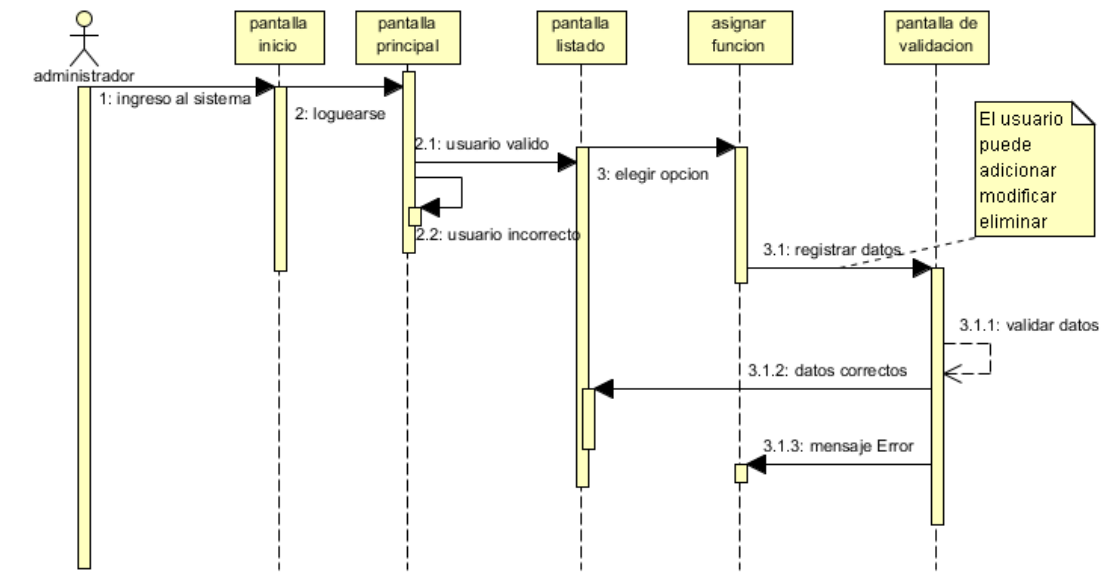 pantalla
inicio
pantalla
principal
pantalla
listado
asignar
funcion
pantalla de
validacion
administrador
1: ingreso al sistema
2: loguearse
2.1: usuario valido
2.2: usuario incorrecto
3: elegir opcion
El usuario
puede
adicionar
modificar
eliminar
3.1: registrar datos
3.1.1: validar datos
3.1.2: datos correctos
3.1.3: mensaje Error